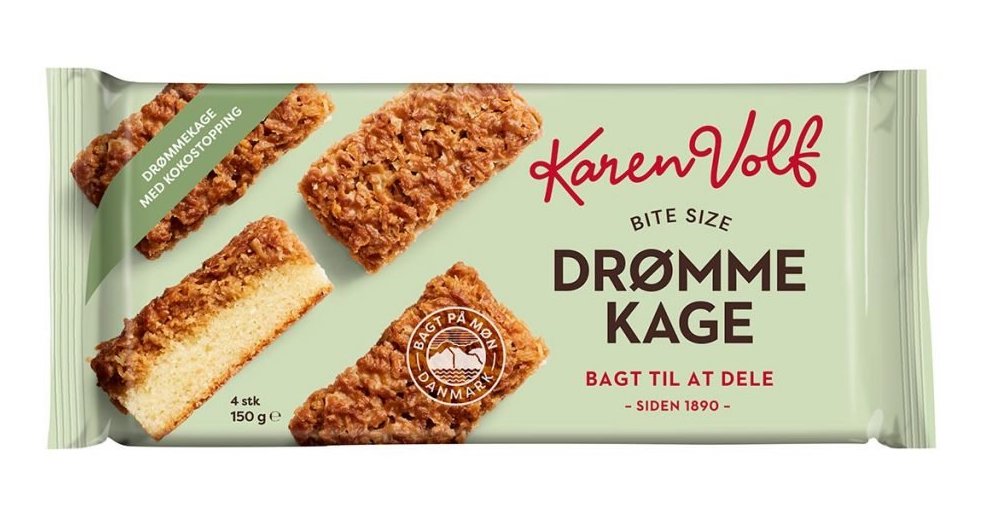 DRØMMEKAGE
MED KOKOSTOPPING
Karen Volf
BITE SIZE
DRØMME
KAGE
BAGT TIL AT DELE
- SIDEN 1890 -
BAGT PÅ MØN
DANMARK
4 stk
150 g ℮